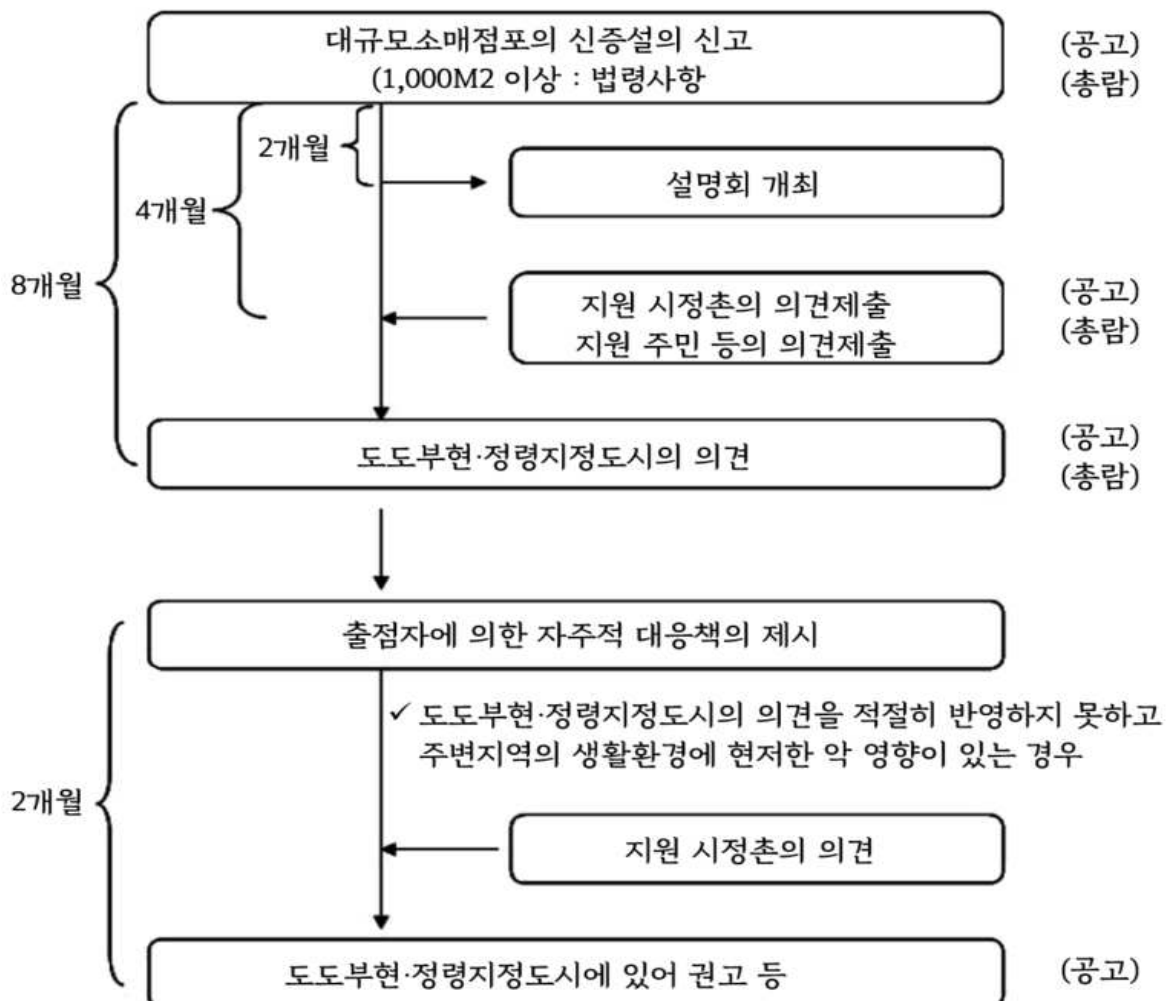 대규모소매점포의 신증설의 신고
(1,000M2 이상 : 법령사항
(공고)
(총람)
2개월
설명회 개최
4개월
8개월
지원 시정촌의 의견제출
지원 주민 등의 의견제출
(공고)
(총람)
도도부현·정령지정도시의 의견
(공고)
(총람)
출점자에 의한 자주적 대응책의 제시
✓ 도도부현·정령지정도시의 의견을 적절히 반영하지 못하고
주변지역의 생활환경에 현저한 악 영향이 있는 경우
2개월
지원 시정촌의 의견
도도부현·정령지정도시에 있어 권고 등
(공고)